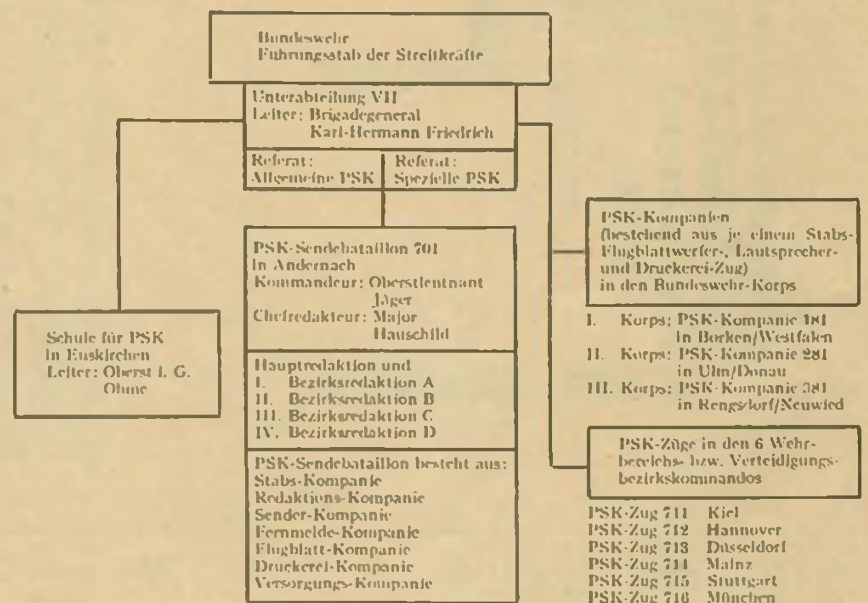 Bundeswehr
Führungsstab der Streitkräfte
Unterabteilung VII
Leiter: Brigadegeneral
Karl-Hermann Friedrich
Referat:
Allgemeine PSK
Referat:
Spezielle PSK
Schule für PSK
in Euskirchen
Leiter: Oberst i. G.
Ohme
PSK-Sendebataillon 701
in Andernach
Kommandeur: Oberstleutnant
Jäger
Chefredakteur: Major
Hauschild
Hauptredaktion und
I. Bezirksredaktion A
II. Bezirksredaktion B
III. Bezirksredaktion C
IV. Bezirksredaktion D
PSK-Sendebataillon besteht aus:
Stabs-Kompanie
Redaktions-Kompanie
Sender-Kompanie
Fernmelde-Kompanie
Flugblatt-Kompanie
Druckerei-Kompanie
Versorgungs-Kompanie
PSK-Kompanien
(bestehend aus je einem Stabs-
Flugblattwerfer-, Lautsprecher-
und Druckerei-Zug)
in den Bundeswehr-Korps
I. Korps: PSK-Kompanie 181
in Borken/Westfalen
II. Korps: PSK-Kompanie 281
in Ulm/Donau
III. Korps: PSK-Kompanie 381
in Rengsdorf/Neuwied
PSK-Züge in den 6 Wehr-
bereichs- bzw. Verteidigungs-
bezirkskommandos
PSK-Zug 711 Kiel
PSK-Zug 712 Hannover
PSK-Zug 713 Düsseldorf
PSK-Zug 714 Mainz
PSK-Zug 715 Stuttgart
PSK-Zug 716 München